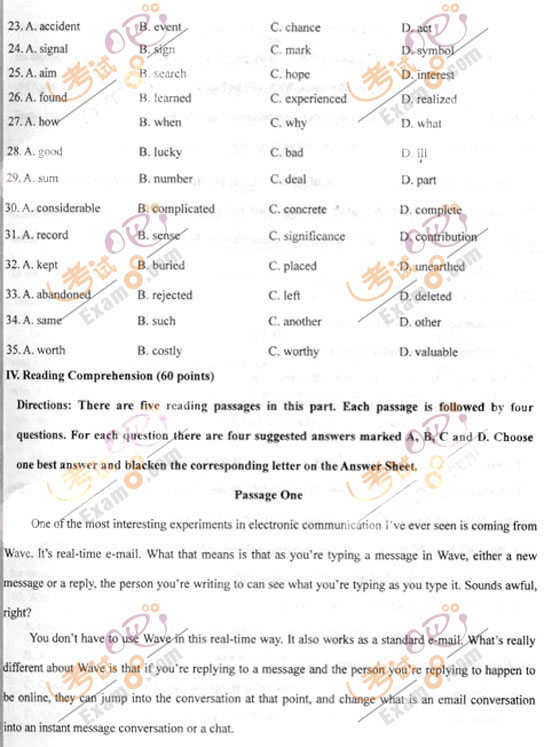 23. A. accident B. event C. chance D. act
24. A. signal B. sign C. mark D. symbol
25. A. aim B. search C. hope D. interest
26. A. found B. learned C. experienced D. realized
27. A. how B. when C. why D. what
28. A. good B. lucky C. bad D. ill
29. A. sum B. number C. deal D. part
30. A. considerable B. complicated C. concrete D. complete
31. A. record B. sense C. significance D. contribution
32. A. kept B. buried C. placed D. unearthed
33. A. abandoned B. rejected C. left D. deleted
34. A. same B. such C. another D. other
35. A. worth B. costly C. worthy D. valuable
IV. Reading Comprehension (60 points)
Directions: There are five reading passages in this part. Each passage is followed by four
questions. For each question there are four suggested answers marked A, B, C and D. Choose
one best answer and blacken the corresponding letter on the Answer Sheet.
Passage One
One of the most interesting experiments in electronic communication I've ever seen is coming from
Wave. It's real-time e-mail. What that means is that as you're typing a message in Wave, either a new
message or a reply, the person you're writing to can see what you're typing as you type it. Sounds awful,
right?
You don't have to use Wave in this real-time way. It also works as a standard e-mail. What's really
different about Wave is that if you're replying to a message and the person you're replying to happen to
be online, they can jump into the conversation at that point, and change what is an email conversation
into an instant message conversation or a chat.
考试
Exam8.com